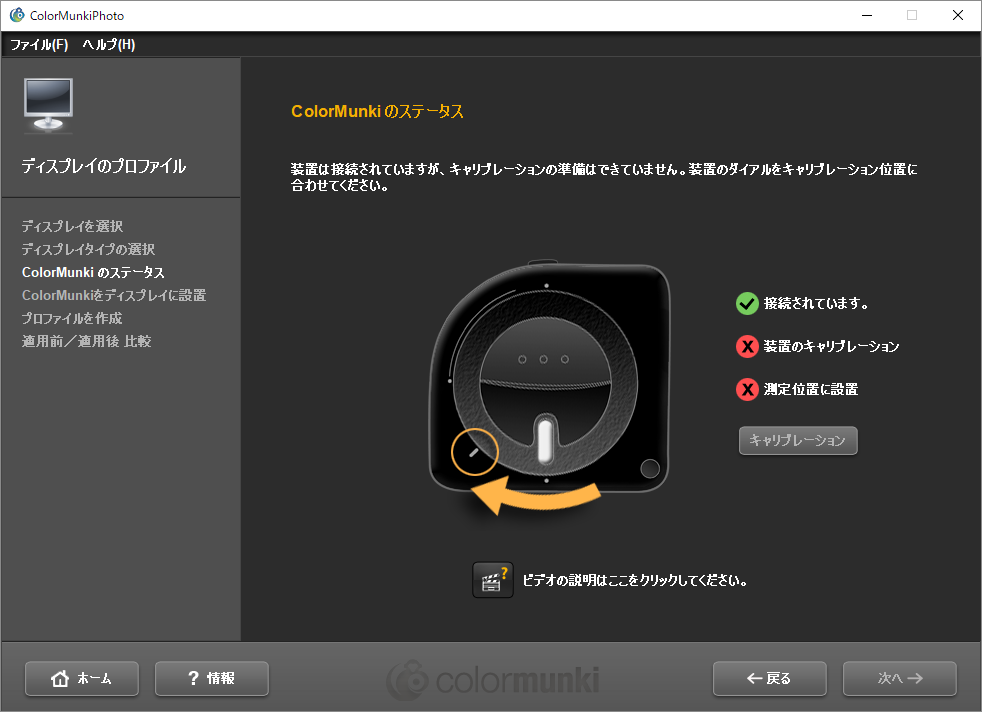 ColorMunkiPhoto
ファイル(F) ヘルプ(H)
ディスプレイのプロファイル
ディスプレイを選択
ディスプレイタイプの選択
ColorMunki のステータス
ColorMunkiをディスプレイに設置
プロファイルを作成
適用前／適用後 比較
ColorMunki のステータス
装置は接続されていますが、キャリブレーションの準備はできていません。装置のダイアルをキャリブレーション位置に
合わせてください。
接続されています。
装置のキャリブレーション
測定位置に設置
キャリブレーション
ビデオの説明はここをクリックしてください。
ホーム
? 情報
colormunki
戻る
次へ